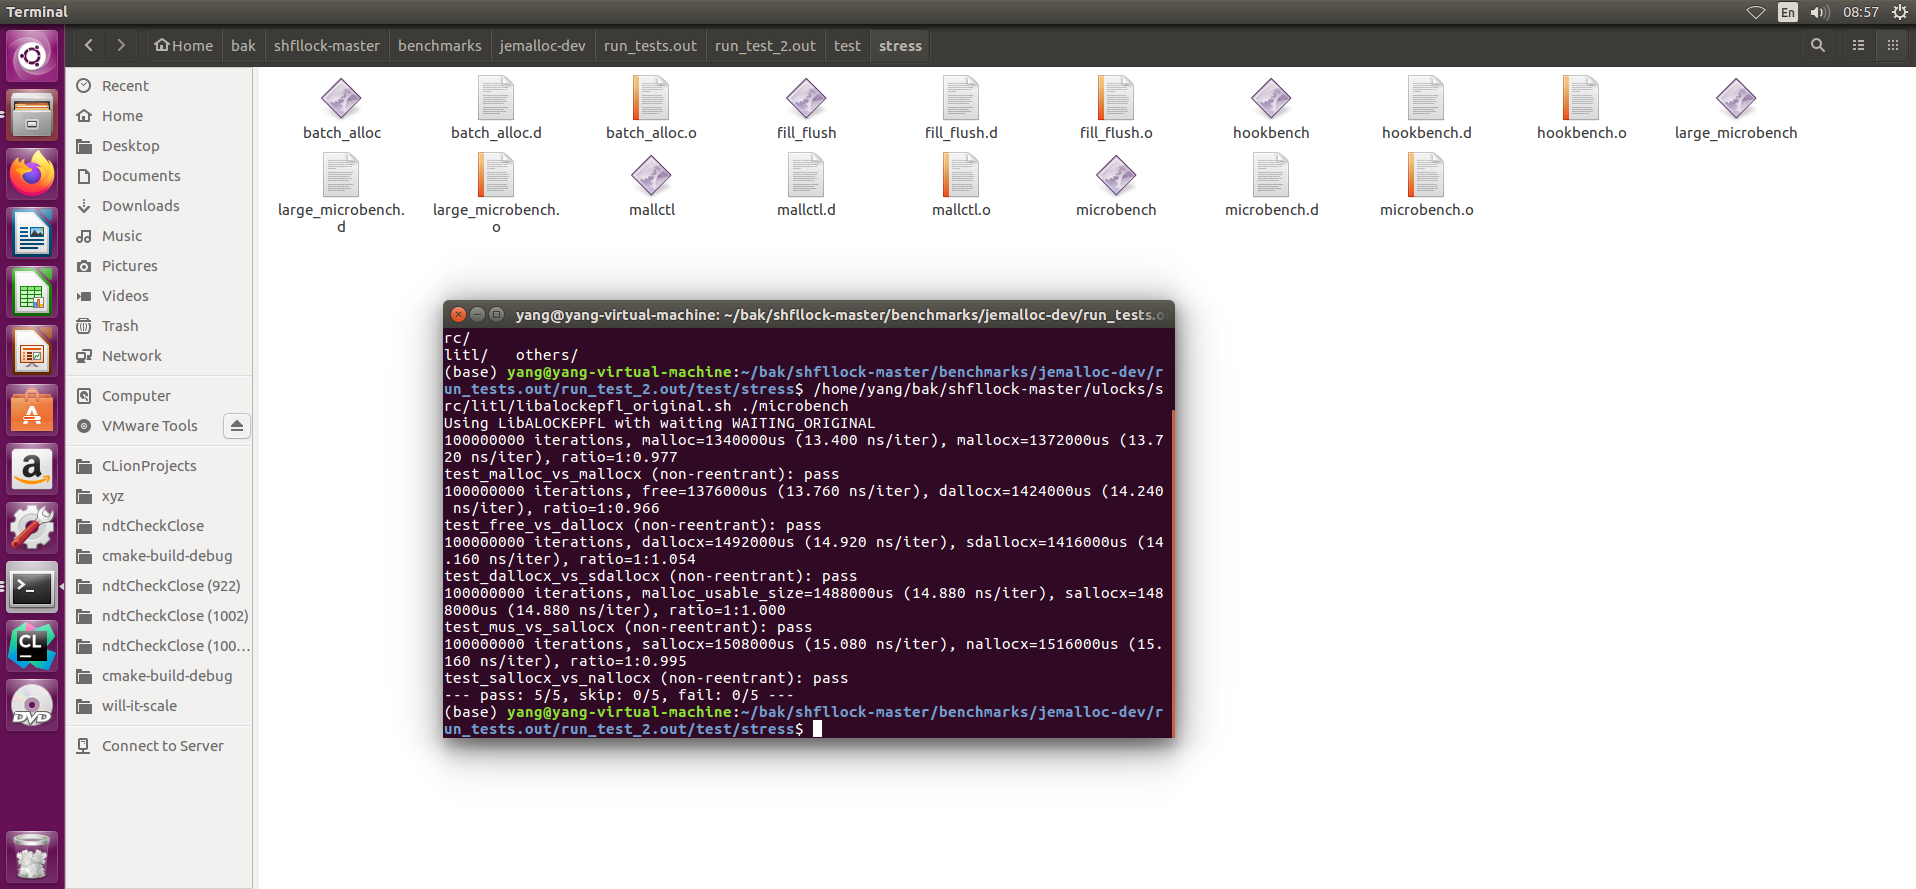 Terminal
En
08:57
Home
bak
shfllock-master
benchmarks
jemalloc-dev
run_tests.out
run_test_2.out
test
stress
Recent
Home
Desktop
Documents
Downloads
Music
Pictures
Videos
Trash
Network
Computer
VMware Tools
CLionProjects
xyz
ndtCheckClose
cmake-build-debug
ndtCheckClose (922)
ndtCheckClose (1002)
ndtCheckClose (100...
cmake-build-debug
will-it-scale
Connect to Server
batch_alloc
batch_alloc.d
batch_alloc.o
fill_flush
fill_flush.d
fill_flush.o
hookbench
hookbench.d
hookbench.o
large_microbench
large_microbench.
d
large_microbench.
o
mallctl
mallctl.d
mallctl.o
microbench
microbench.d
microbench.o
yang@yang-virtual-machine: ~/bak/shfllock-master/benchmarks/jemalloc-dev/run_tests.o
rc/
litl/   others/
(base) yang@yang-virtual-machine:~/bak/shfllock-master/benchmarks/jemalloc-dev/r
un_tests.out/run_test_2.out/test/stress$ /home/yang/bak/shfllock-master/ulocks/s
rc/litl/libalockepfl_original.sh ./microbench
Using LibALOCKEPFL with waiting WAITING_ORIGINAL
100000000 iterations, malloc=1340000us (13.400 ns/iter), mallocx=1372000us (13.7
20 ns/iter), ratio=1:0.977
test_malloc_vs_mallocx (non-reentrant): pass
100000000 iterations, free=1376000us (13.760 ns/iter), dallocx=1424000us (14.240
 ns/iter), ratio=1:0.966
test_free_vs_dallocx (non-reentrant): pass
100000000 iterations, dallocx=1492000us (14.920 ns/iter), sdallocx=1416000us (14
.160 ns/iter), ratio=1:1.054
test_dallocx_vs_sdallocx (non-reentrant): pass
100000000 iterations, malloc_usable_size=1488000us (14.880 ns/iter), sallocx=148
8000us (14.880 ns/iter), ratio=1:1.000
test_mus_vs_sallocx (non-reentrant): pass
100000000 iterations, sallocx=1508000us (15.080 ns/iter), nallocx=1516000us (15.
160 ns/iter), ratio=1:0.995
test_sallocx_vs_nallocx (non-reentrant): pass
--- pass: 5/5, skip: 0/5, fail: 0/5 ---
(base) yang@yang-virtual-machine:~/bak/shfllock-master/benchmarks/jemalloc-dev/r
un_tests.out/run_test_2.out/test/stress$
CL
DVD